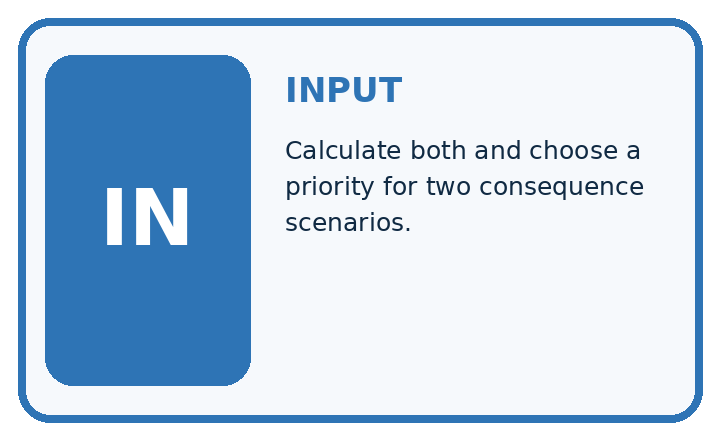 IN
INPUT
Calculate both and choose a
priority for two consequence
scenarios.